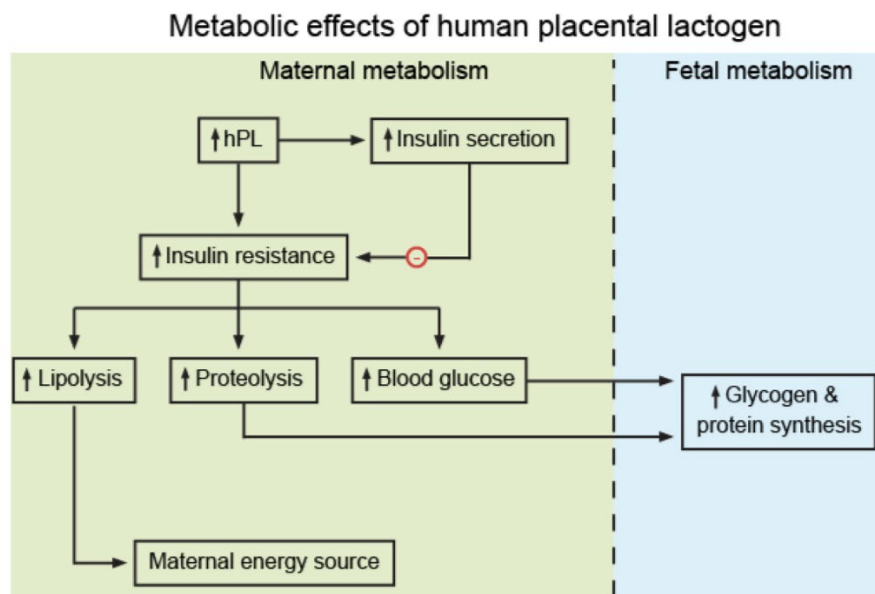 Metabolic effects of human placental lactogen
Maternal metabolism
Fetal metabolism
↑hPL
↑Insulin secretion
↑Insulin resistance
-
↑Lipolysis
↑Proteolysis
↑Blood glucose
↑Glycogen &
protein synthesis
Maternal energy source